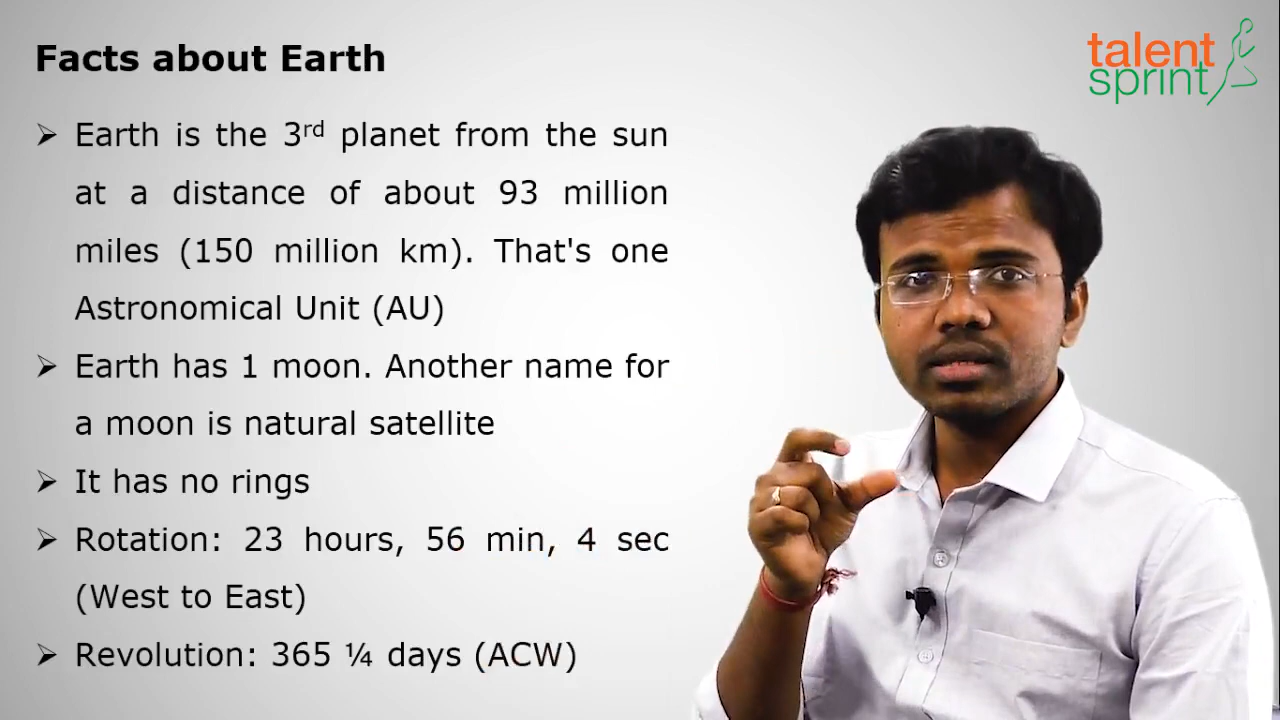 Facts about Earth
talent
sprint
➢ Earth is the 3rd planet from the sun
at a distance of about 93 million
miles (150 million km). That's one
Astronomical Unit (AU)
➢ Earth has 1 moon. Another name for
a moon is natural satellite
➢ It has no rings
➢ Rotation: 23 hours, 56 min, 4 sec
(West to East)
➢ Revolution: 365 ¼ days (ACW)